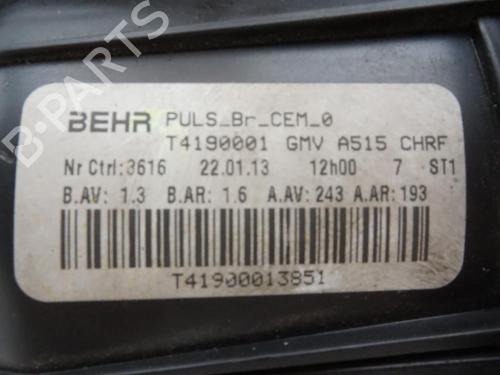 BEHR PULS_Br_CEM_0
T4190001 GMV A515 CHRF
Nr Ctrl:3616 22.01.13 12h00 7 ST1
B.AV: 1.3 B.AR: 1.6 A.AV:243 A.AR:193
T41900013851
B-PARTS